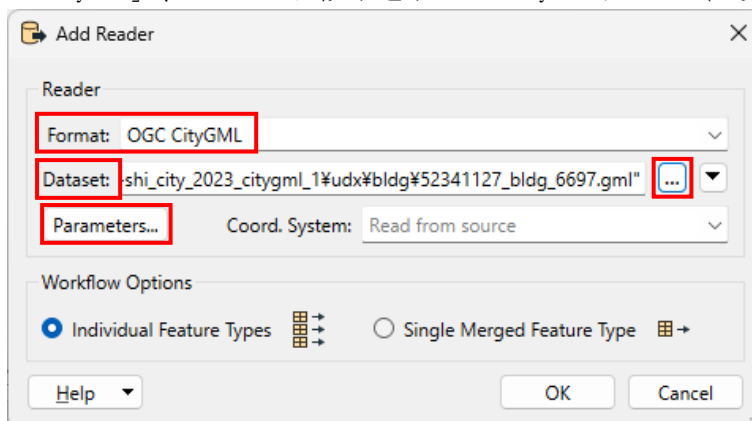 Add Reader
Reader
Format: OGC CityGML
Dataset: -shi_city_2023_citygml_1¥udx¥bldg¥52341127_bldg_6697.gml" ...
Parameters... Coord. System: Read from source
Workflow Options
Individual Feature Types Single Merged Feature Type
Help OK Cancel